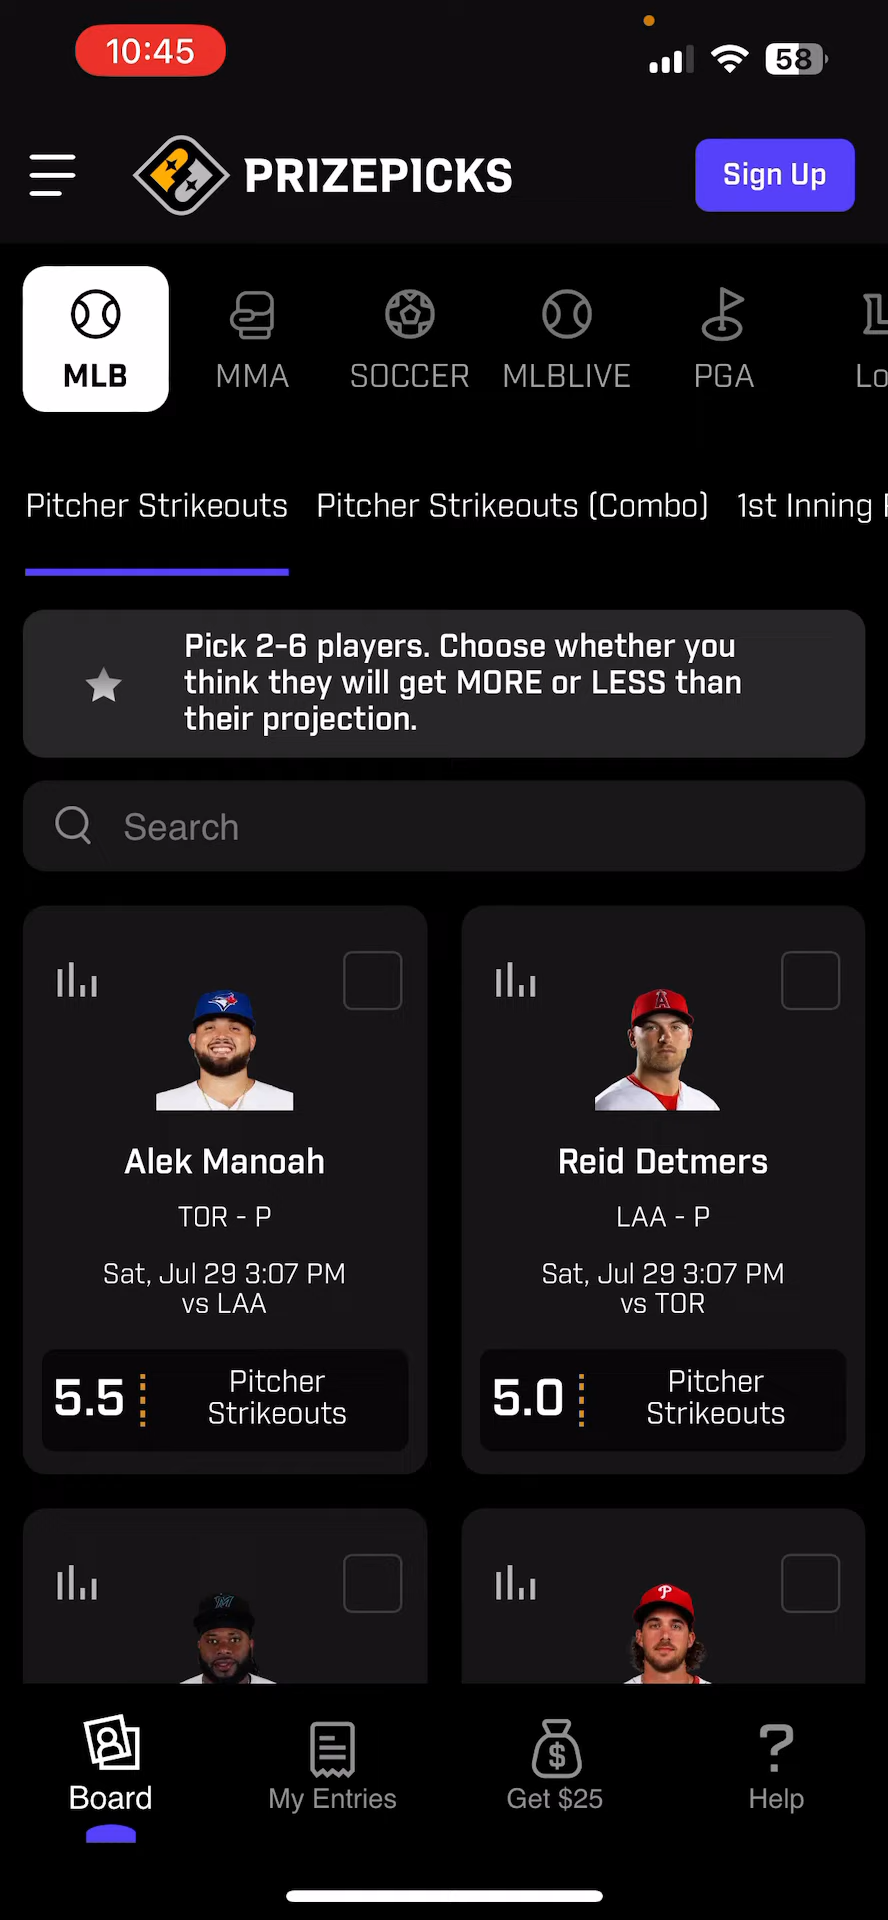 10:45
58
PRIZEPICKS
Sign Up
MLB
MMA
SOCCER
MLBLIVE
PGA
Lo
Pitcher Strikeouts
Pitcher Strikeouts (Combo)
1st Inning
Pick 2-6 players. Choose whether you
think they will get MORE or LESS than
their projection.
Search
Alek Manoah
TOR - P
Sat, Jul 29 3:07 PM
vs LAA
5.5
Pitcher
Strikeouts
Reid Detmers
LAA - P
Sat, Jul 29 3:07 PM
vs TOR
5.0
Pitcher
Strikeouts
Board
My Entries
Get $25
Help